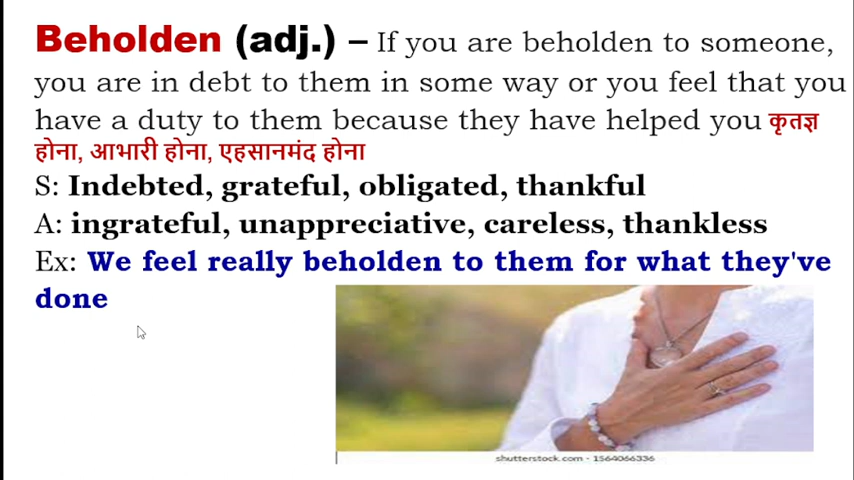 Beholden (adj.) – If you are beholden to someone,
you are in debt to them in some way or you feel that you
have a duty to them because they have helped you कृतज्ञ
होना, आभारी होना, एहसानमंद होना
S: Indebted, grateful, obligated, thankful
A: ingrateful, unappreciative, careless, thankless
Ex: We feel really beholden to them for what they've
done
shutterstock.com · 1564066336